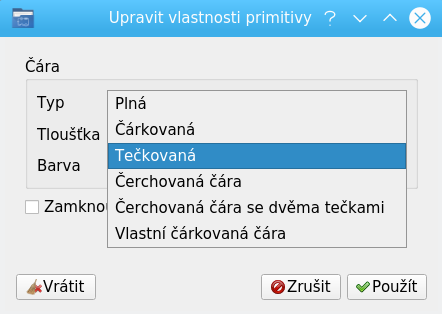 Upravit vlastnosti primitivy
Čára
Typ
Plná
Čárkovaná
Tloušťka
Tečkovaná
Barva
Čerchovaná čára
Čerchovaná čára se dvěma tečkami
Vlastní čárkovaná čára
Vrátit
Zrušit
Použít